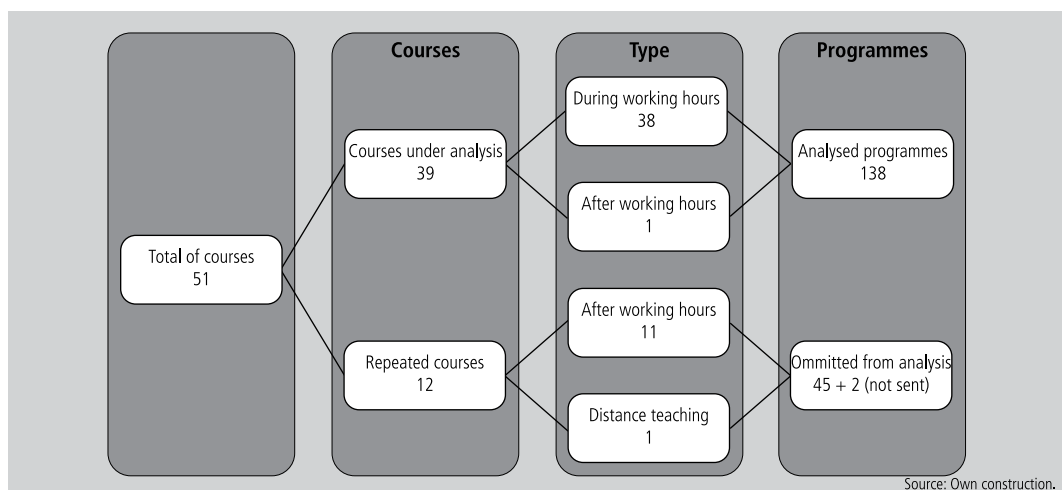 Courses
Type
Programmes
Total of courses
51
Courses under analysis
39
Repeated courses
12
During working hours
38
After working hours
1
After working hours
11
Distance teaching
1
Analysed programmes
138
Ommitted from analysis
45 + 2 (not sent)
Source: Own construction.